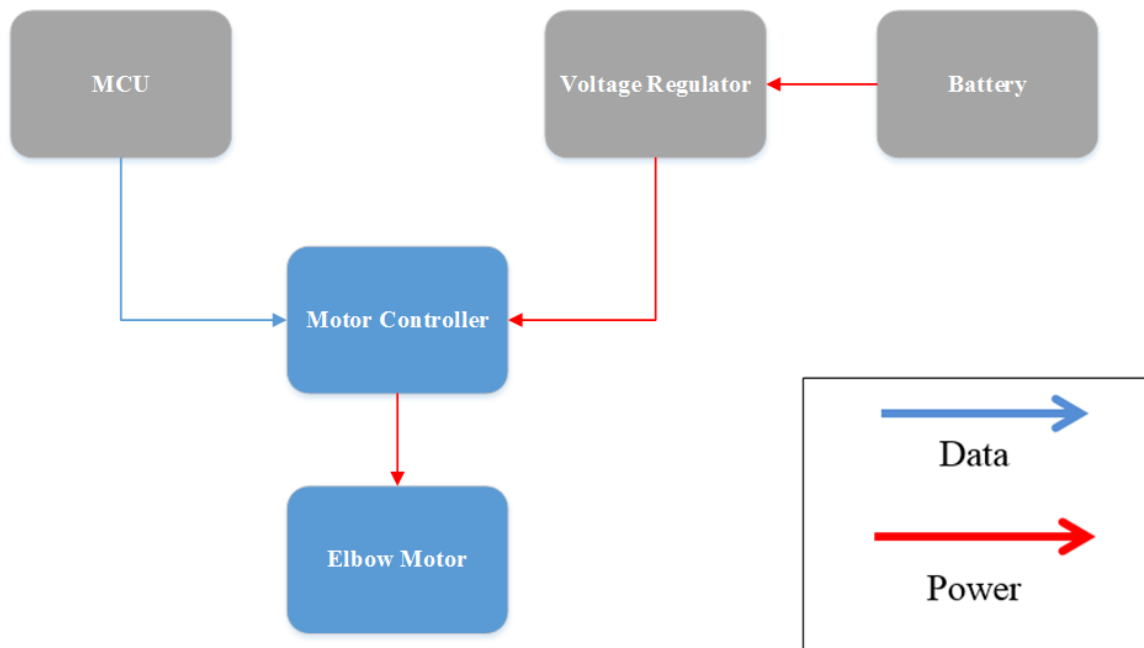 MCU
Voltage Regulator
Battery
Motor Controller
Elbow Motor
Data
Power